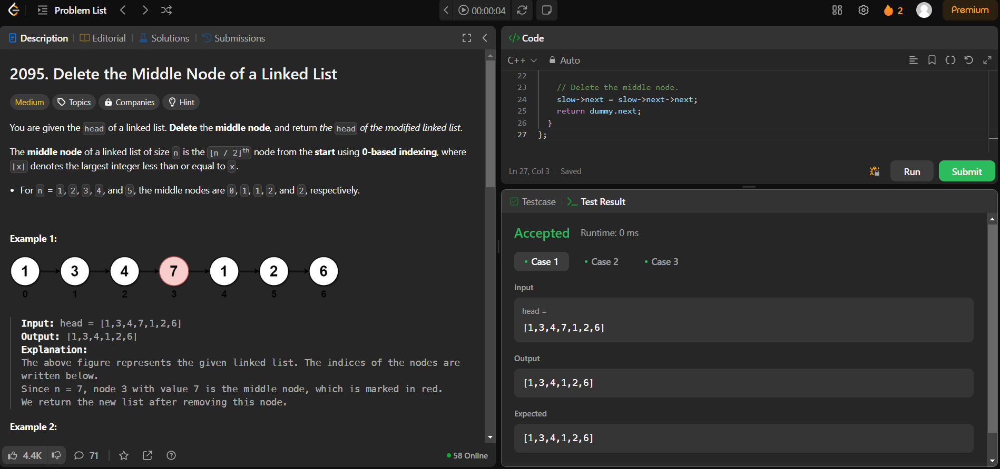 Problem List
00:00:04
2
Premium
Description
Editorial
Solutions
Submissions
2095. Delete the Middle Node of a Linked List
Medium
Topics
Companies
Hint
You are given the head of a linked list. Delete the middle node, and return the head of the modified linked list.
The middle node of a linked list of size n is the ⌊n / 2⌋th node from the start using 0-based indexing, where
⌊x⌋ denotes the largest integer less than or equal to x.
• For n = 1, 2, 3, 4, and 5, the middle nodes are 0, 1, 1, 2, and 2, respectively.
Example 1:
1 3 4 7 1 2 6
0 1 2 3 4 5 6
Input: head = [1,3,4,7,1,2,6]
Output: [1,3,4,1,2,6]
Explanation:
The above figure represents the given linked list. The indices of the nodes are
written below.
Since n = 7, node 3 with value 7 is the middle node, which is marked in red.
We return the new list after removing this node.
Example 2:
4.4K
71
58 Online
</> Code
C++
Auto
22
23 // Delete the middle node.
24 slow->next = slow->next->next;
25 return dummy.next;
26 }
27 };
Ln 27, Col 3
Saved
Run
Submit
Testcase
Test Result
Accepted
Runtime: 0 ms
• Case 1
• Case 2
• Case 3
Input
head =
[1,3,4,7,1,2,6]
Output
[1,3,4,1,2,6]
Expected
[1,3,4,1,2,6]